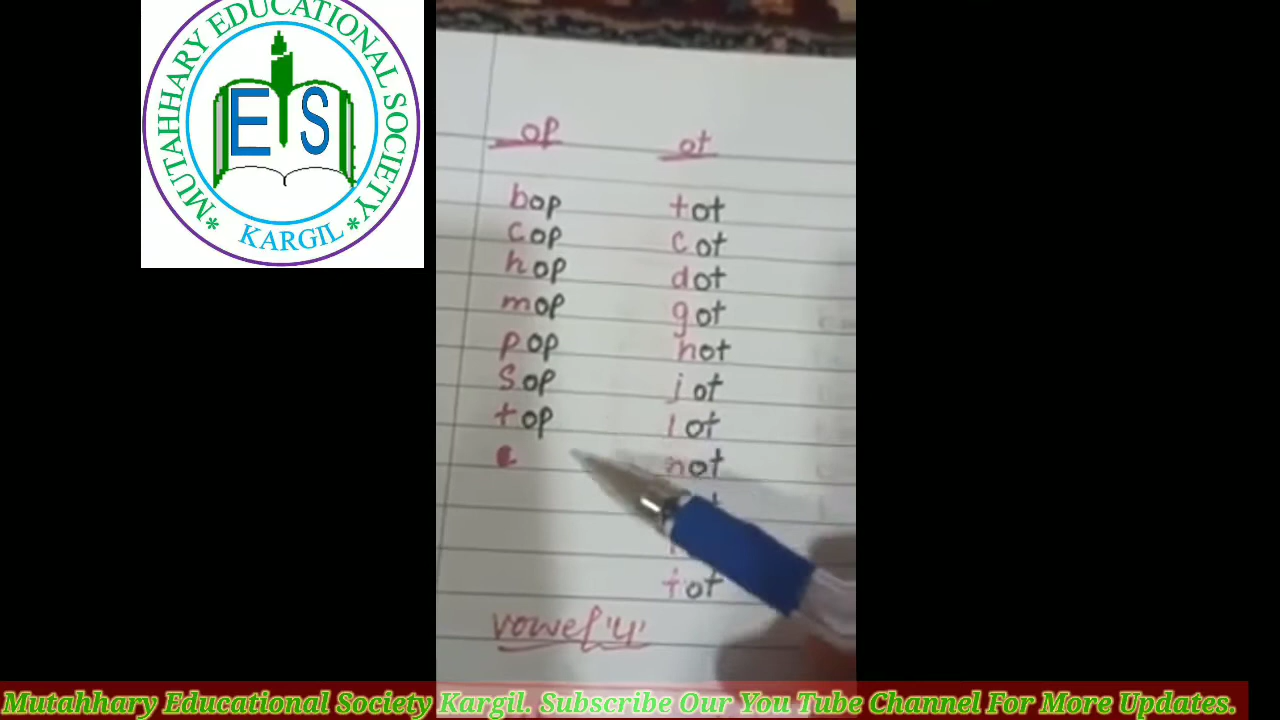 MUTAHHARY EDUCATIONAL SOCIETY
E S
* KARGIL *
op
bop
cop
hop
mop
pop
sop
top
ot
tot
cot
dot
got
hot
jot
lot
not
tot
vowel 'u'
Mutahhary Educational Society Kargil. Subscribe Our You Tube Channel For More Updates.